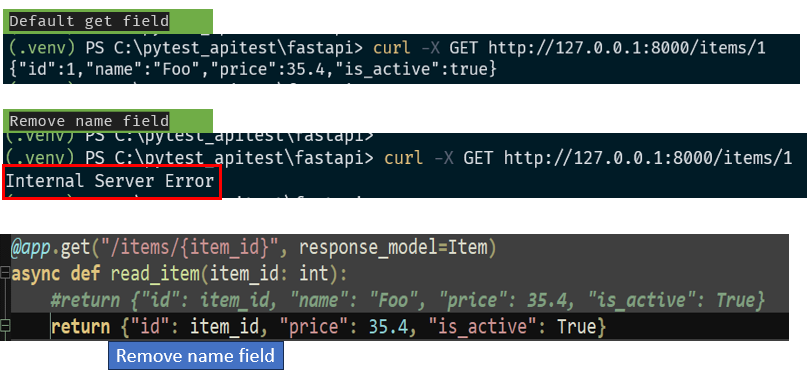 Default get field
(.venv) PS C:\pytest_apitest\fastapi> curl -X GET http://127.0.0.1:8000/items/1
{"id":1,"name":"Foo","price":35.4,"is_active":true}
Remove name field
(.venv) PS C:\pytest_apitest\fastapi>
(.venv) PS C:\pytest_apitest\fastapi> curl -X GET http://127.0.0.1:8000/items/1
Internal Server Error
@app.get("/items/{item_id}", response_model=Item)
async def read_item(item_id: int):
#return {"id": item_id, "name": "Foo", "price": 35.4, "is_active": True}
return {"id": item_id, "price": 35.4, "is_active": True}
Remove name field